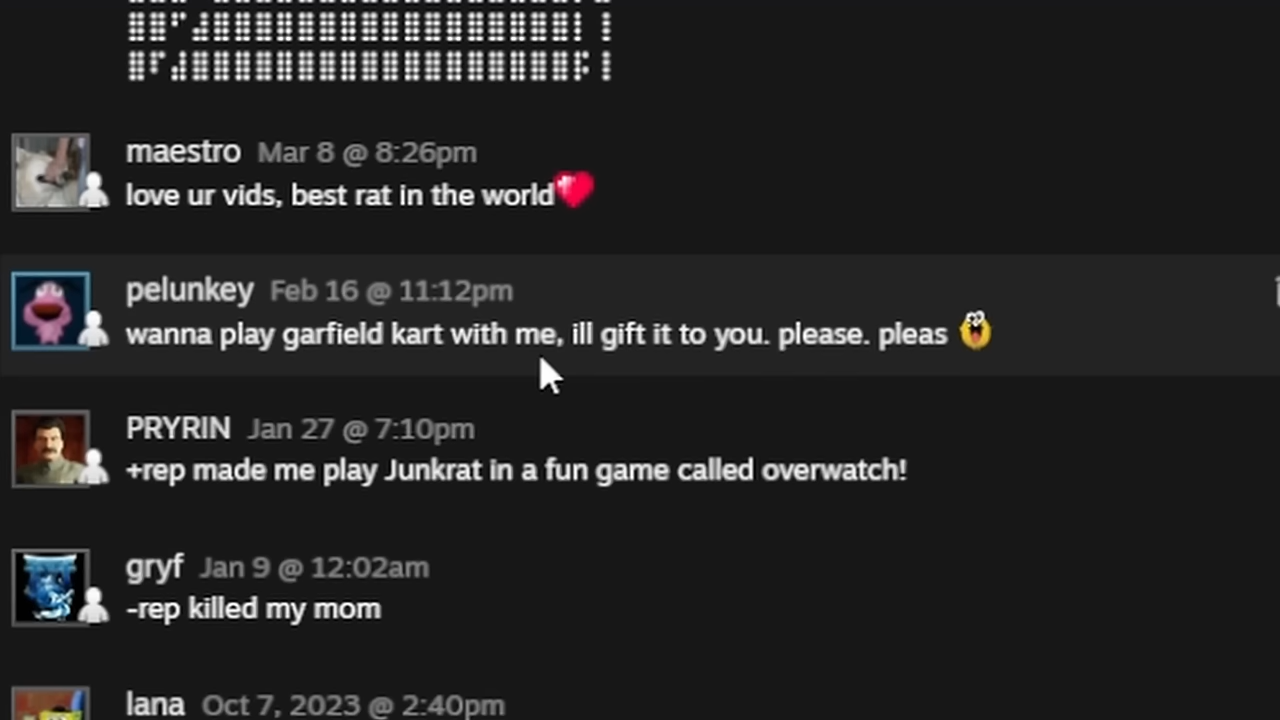 maestro Mar 8 @ 8:26pm
love ur vids, best rat in the world
pelunkey Feb 16 @ 11:12pm
wanna play garfield kart with me, ill gift it to you. please. pleas
PRYRIN Jan 27 @ 7:10pm
+rep made me play Junkrat in a fun game called overwatch!
gryf Jan 9 @ 12:02am
-rep killed my mom
lana Oct 7, 2023 @ 2:40pm